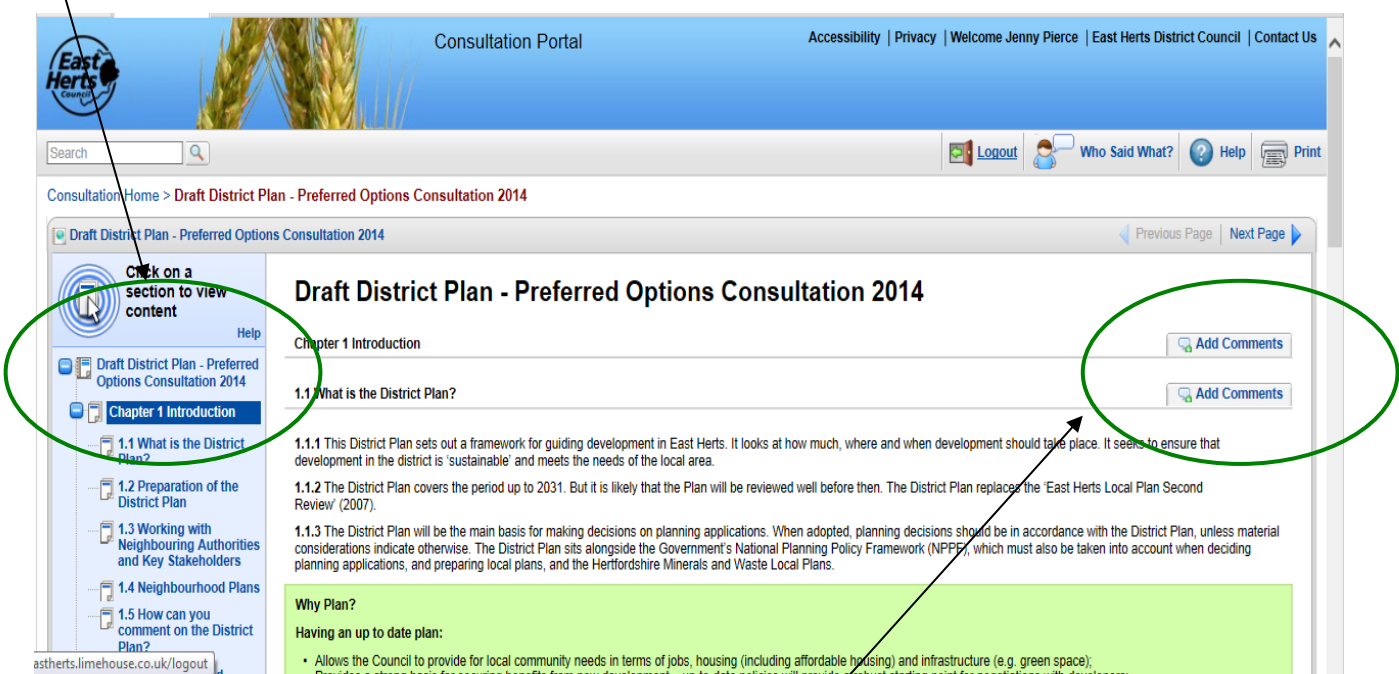 East
Herts
Council
Consultation Portal
Accessibility | Privacy | Welcome Jenny Pierce | East Herts District Council | Contact Us
Search
Logout
Who Said What?
Help
Print
Consultation Home > Draft District Plan - Preferred Options Consultation 2014
Draft District Plan - Preferred Options Consultation 2014
Previous Page | Next Page
Click on a
section to view
content
Help
Draft District Plan - Preferred
Options Consultation 2014
Chapter 1 Introduction
1.1 What is the District
Plan?
1.2 Preparation of the
District Plan
1.3 Working with
Neighbouring Authorities
and Key Stakeholders
1.4 Neighbourhood Plans
1.5 How can you
comment on the District
Plan?
astherts.limehouse.co.uk/logout
Draft District Plan - Preferred Options Consultation 2014
Chapter 1 Introduction
Add Comments
1.1 What is the District Plan?
Add Comments
1.1.1 This District Plan sets out a framework for guiding development in East Herts. It looks at how much, where and when development should take place. It seeks to ensure that
development in the district is ‘sustainable’ and meets the needs of the local area.
1.1.2 The District Plan covers the period up to 2031. But it is likely that the Plan will be reviewed well before then. The District Plan replaces the ‘East Herts Local Plan Second
Review’ (2007).
1.1.3 The District Plan will be the main basis for making decisions on planning applications. When adopted, planning decisions should be in accordance with the District Plan, unless material
considerations indicate otherwise. The District Plan sits alongside the Government’s National Planning Policy Framework (NPPF), which must also be taken into account when deciding
planning applications, and preparing local plans, and the Hertfordshire Minerals and Waste Local Plans.
Why Plan?
Having an up to date plan:
• Allows the Council to provide for local community needs in terms of jobs, housing (including affordable housing) and infrastructure (e.g. green space);